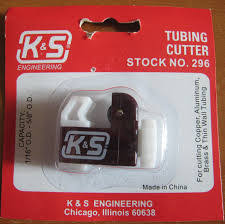 K&S
ENGINEERING
TUBING
CUTTER
STOCK NO. 296
CAPACITY:
1/16" O.D. - 5/8" O.D.
K&S
For cutting Copper, Aluminum,
Brass & Thin Wall Tubing
Made in China
K & S ENGINEERING
Chicago, Illinois 60638